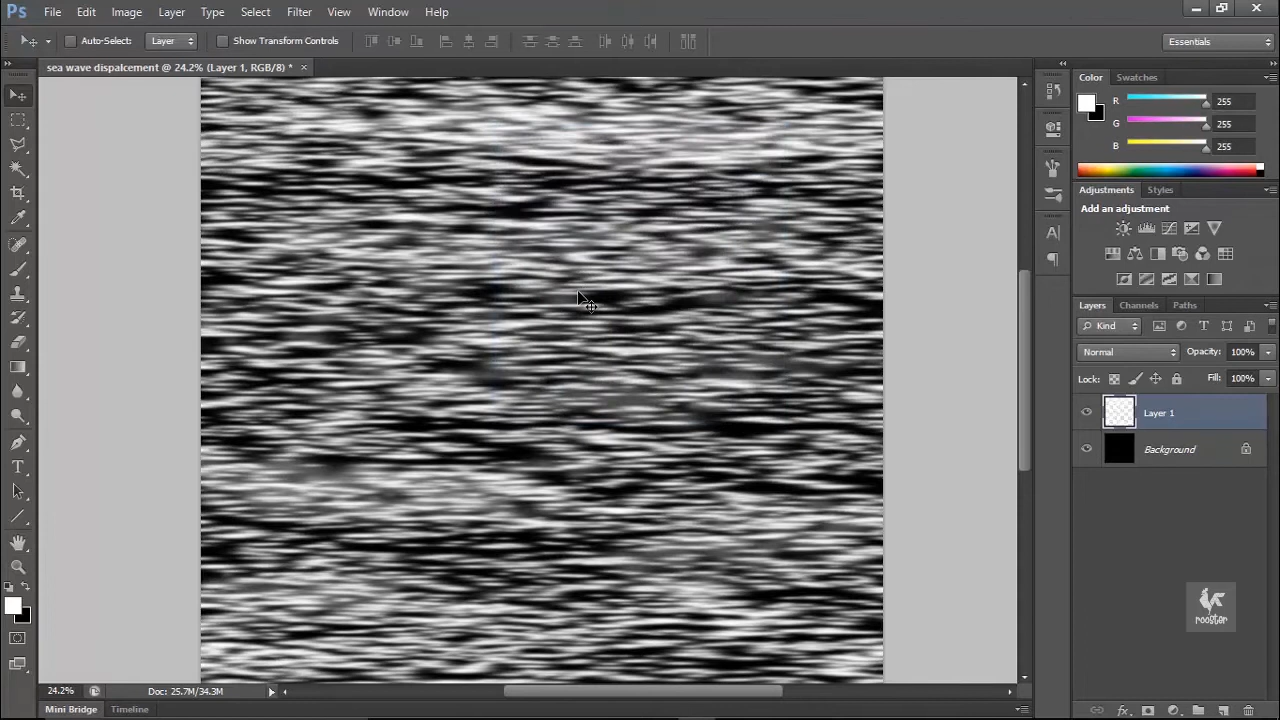 Ps File Edit Image Layer Type Select Filter View Window Help
Auto-Select: Layer Show Transform Controls Essentials
sea wave dispalcement @ 24.2% (Layer 1, RGB/8) *
Color Swatches
R 255
G 255
B 255
Adjustments Styles
Add an adjustment
Layers Channels Paths
Kind
Normal Opacity: 100%
Lock: Fill: 100%
Layer 1
Background
rooster
24.2% Doc: 25.7M/34.3M
Mini Bridge Timeline